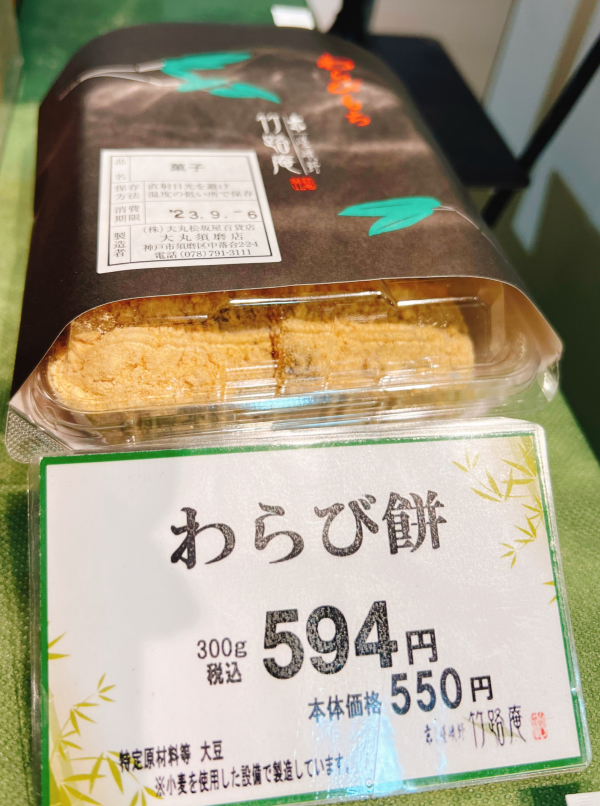 わらびもち
竹路庵
品名 菓子
保存方法 直射日光を避け
温度の低い所で保存
消費期限 '23.9.-6
製造者 (株)大丸松坂屋百貨店
大丸須磨店
神戸市須磨区中落合2-2-4
電話(078)791-3111
わらび餅
300g
税込 594円
本体価格 550円
竹路庵
特定原材料等 大豆
※小麦を使用した設備で製造しています。